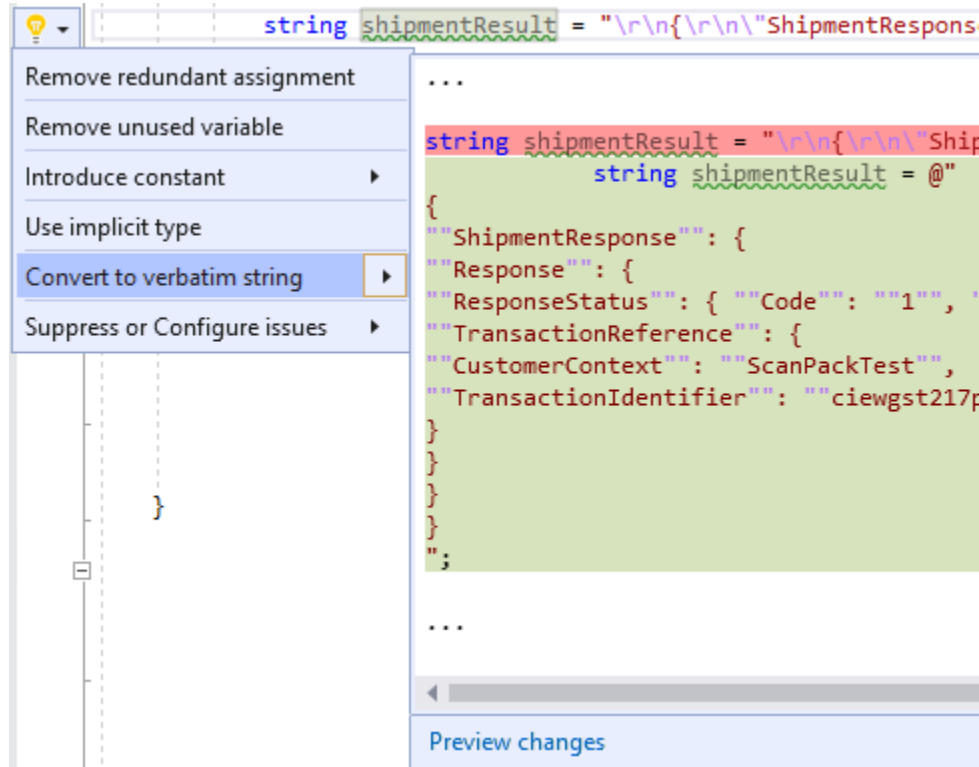 string shipmentResult = "\r\n{\r\n\"ShipmentRespons
Remove redundant assignment
Remove unused variable
Introduce constant
Use implicit type
Convert to verbatim string
Suppress or Configure issues
...
string shipmentResult = "\r\n{\r\n\"Ship
string shipmentResult = @"
{
""ShipmentResponse"": {
""Response"": {
""ResponseStatus"": { ""Code"": ""1"", "
""TransactionReference"": {
""CustomerContext"": ""ScanPackTest"",
""TransactionIdentifier"": ""ciewgst217p
}
}
}
}
";
...
Preview changes
}